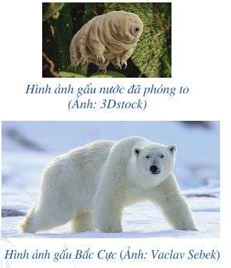 Hình ảnh gấu nước đã phóng to
(Ảnh: 3Dstock)
Hình ảnh gấu Bắc Cực (Ảnh: Vaclav Sebek)